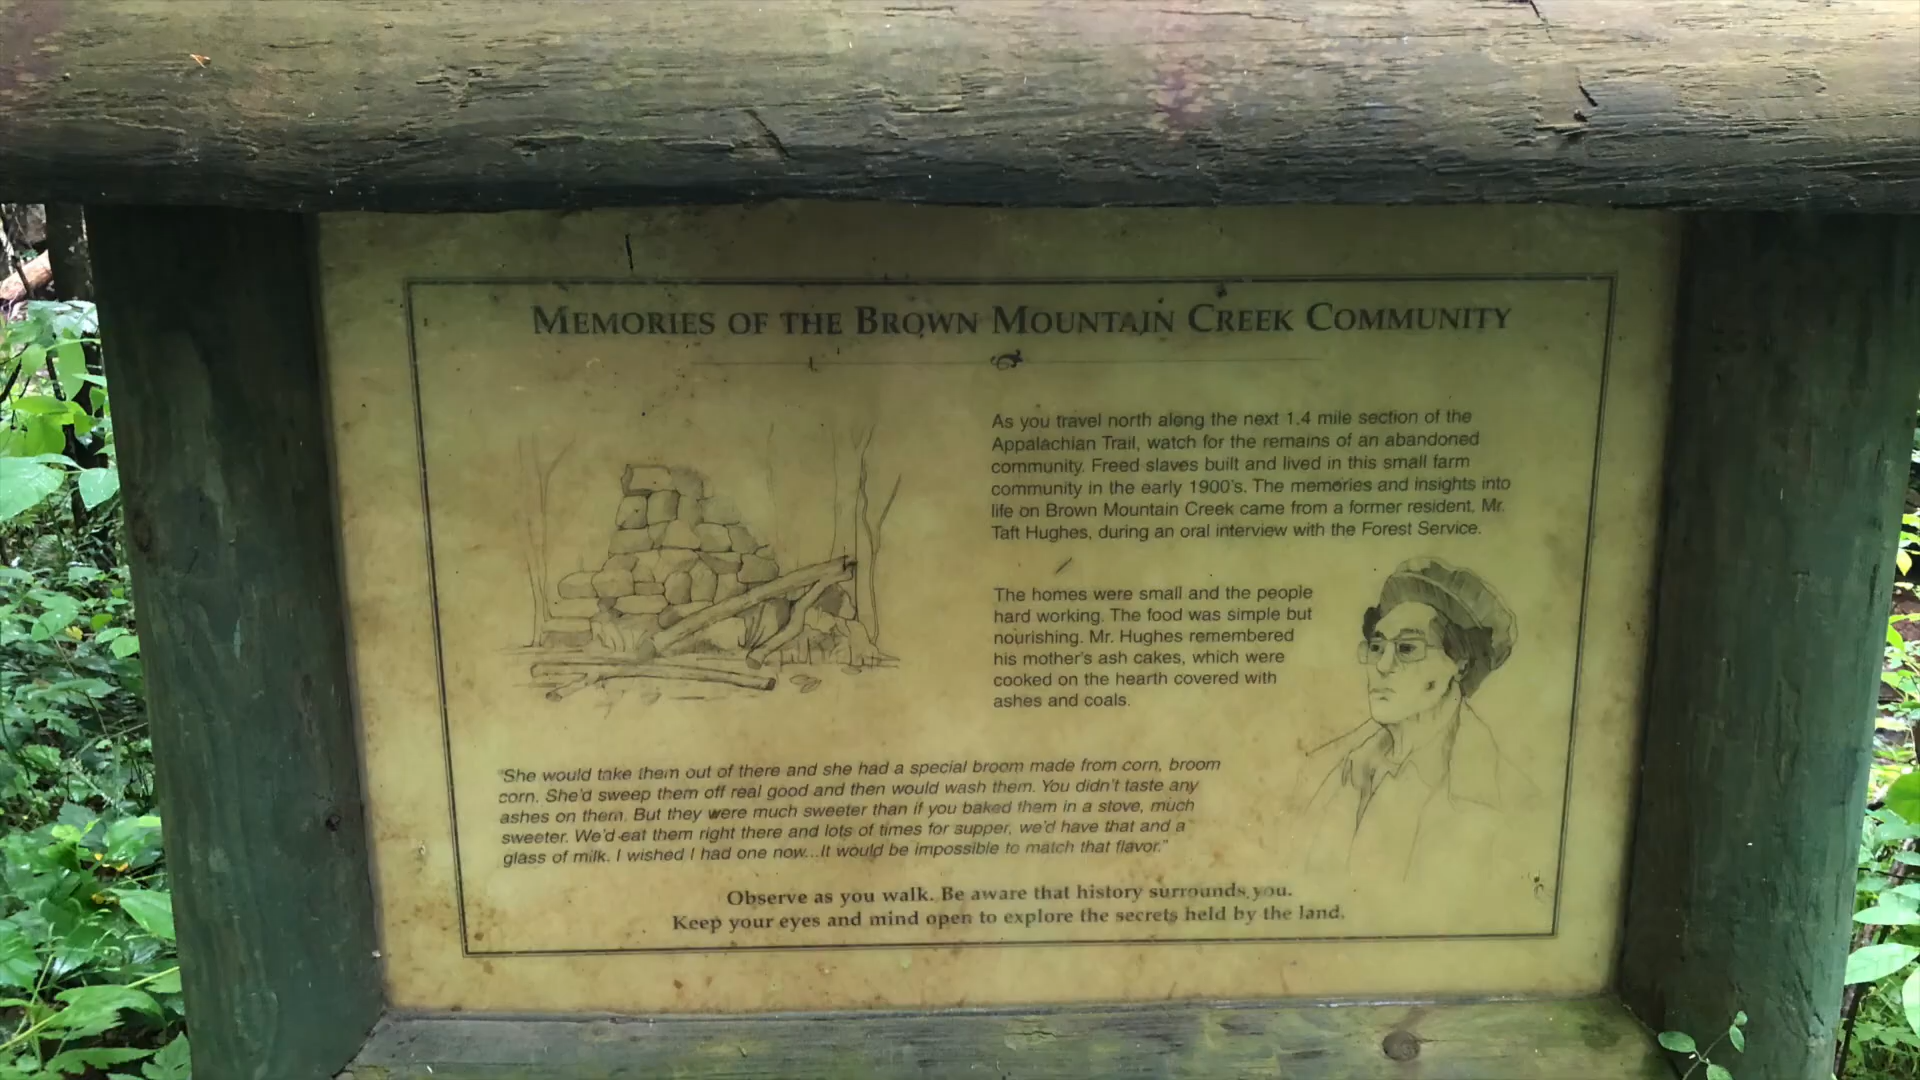 MEMORIES OF THE BROWN MOUNTAIN CREEK COMMUNITY
As you travel north along the next 1.4 mile section of the
Appalachian Trail, watch for the remains of an abandoned
community. Freed slaves built and lived in this small farm
community in the early 1900's. The memories and insights into
life on Brown Mountain Creek came from a former resident, Mr.
Taft Hughes, during an oral interview with the Forest Service.
The homes were small and the people
hard working. The food was simple but
nourishing. Mr. Hughes remembered
his mother's ash cakes, which were
cooked on the hearth covered with
ashes and coals.
"She would take them out of there and she had a special broom made from corn, broom
corn. She'd sweep them off real good and then would wash them. You didn't taste any
ashes on them. But they were much sweeter than if you baked them in a stove, much
sweeter. We'd eat them right there and lots of times for supper, we'd have that and a
glass of milk. I wished I had one now...It would be impossible to match that flavor."
Observe as you walk. Be aware that history surrounds you.
Keep your eyes and mind open to explore the secrets held by the land.